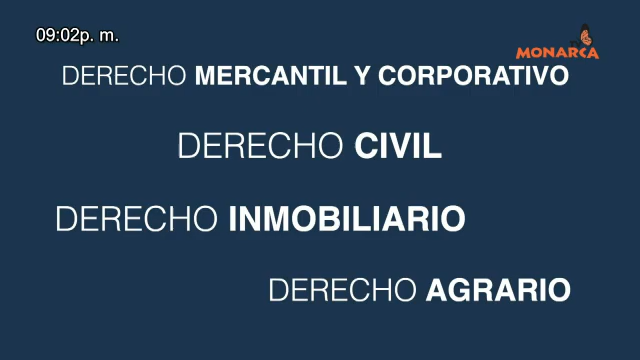 09:02p. m.
MONARCA
DERECHO MERCANTIL Y CORPORATIVO
DERECHO CIVIL
DERECHO INMOBILIARIO
DERECHO AGRARIO